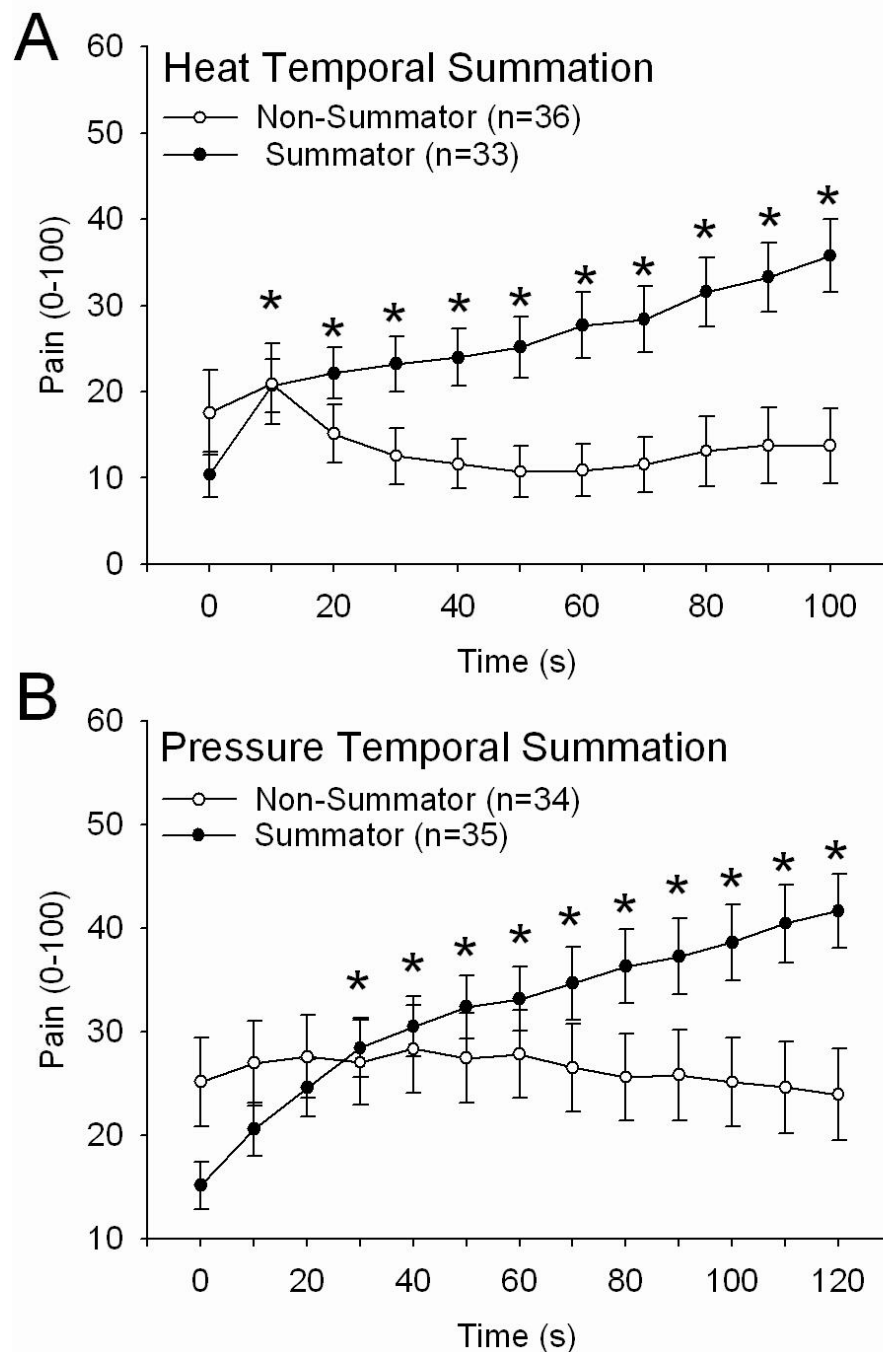 A
Heat Temporal Summation
Non-Summator (n=36)
Summator (n=33)
* * * * * * * * * *
60
50
40
30
20
10
0
Pain (0-100)
0 20 40 60 80 100
Time (s)
B
Pressure Temporal Summation
Non-Summator (n=34)
Summator (n=35)
* * * * * * * * * *
60
50
40
30
20
10
Pain (0-100)
0 20 40 60 80 100 120
Time (s)